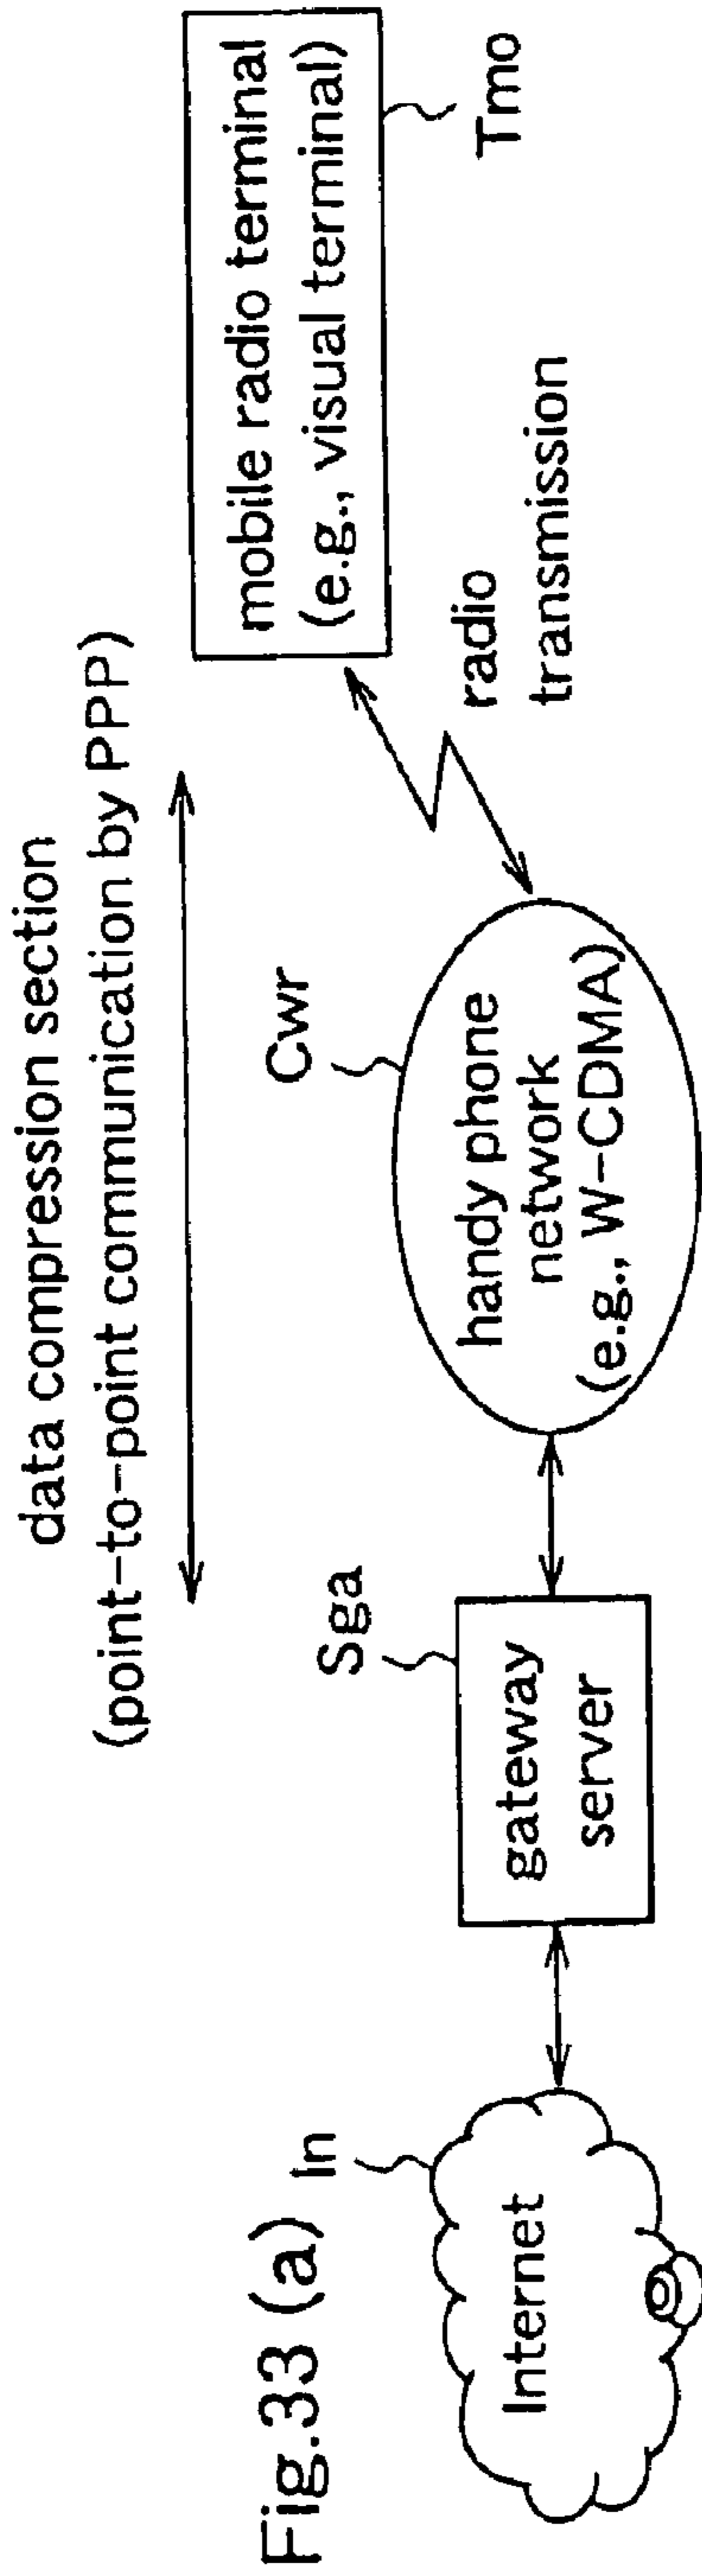 Fig.33 (a)
data compression section
(point-to-point communication by PPP)
In
Internet
Sga
gateway
server
Cwr
handy phone
network
(e.g., W-CDMA)
radio
transmission
mobile radio terminal
(e.g., visual terminal)
Tmo